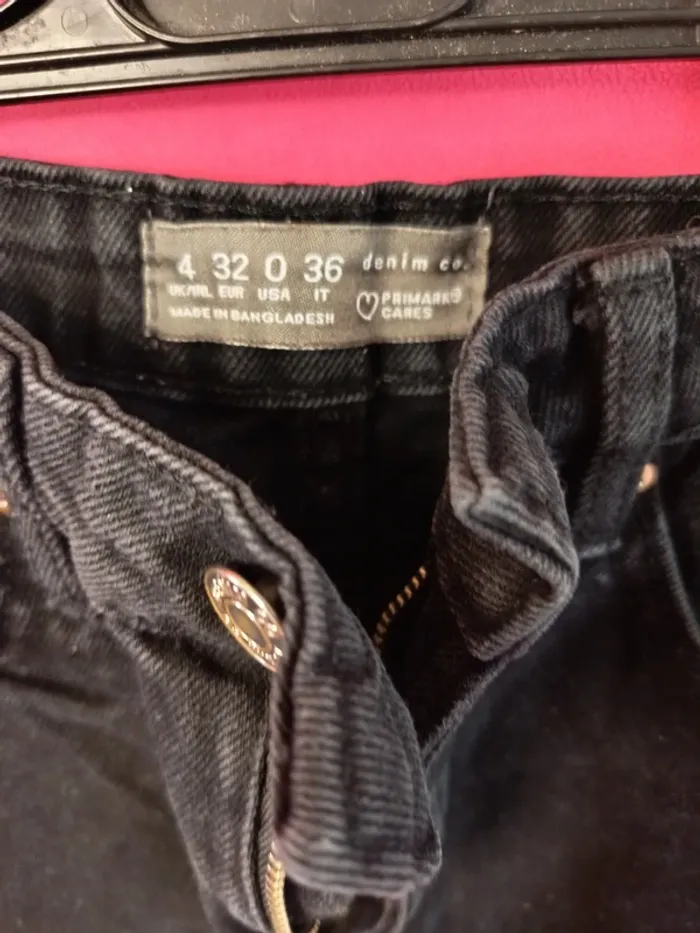 4 32 0 36 denim co.
UK/IRL EUR USA IT
PRIMARK®
MADE IN BANGLADESH
CARES